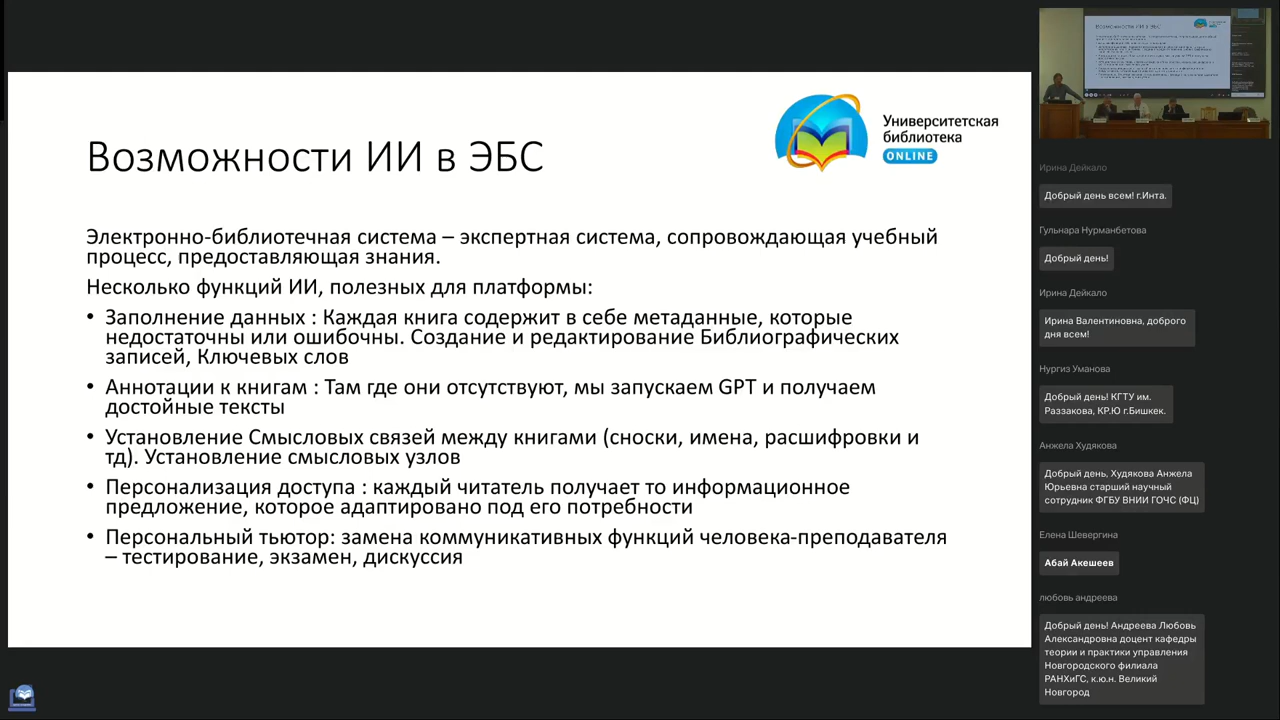 Возможности ИИ в ЭБС
Университетская
библиотека
ONLINE
Электронно-библиотечная система – экспертная система, сопровождающая учебный
процесс, предоставляющая знания.
Несколько функций ИИ, полезных для платформы:
• Заполнение данных : Каждая книга содержит в себе метаданные, которые
недостаточны или ошибочны. Создание и редактирование Библиографических
записей, Ключевых слов
• Аннотации к книгам : Там где они отсутствуют, мы запускаем GPT и получаем
достойные тексты
• Установление Смысловых связей между книгами (сноски, имена, расшифровки и
тд). Установление смысловых узлов
• Персонализация доступа : каждый читатель получает то информационное
предложение, которое адаптировано под его потребности
• Персональный тьютор: замена коммуникативных функций человека-преподавателя
– тестирование, экзамен, дискуссия
Возможности ИИ в ЭБС
Ирина Дейкало
Добрый день всем! г.Инта.
Гульнара Нурманбетова
Добрый день!
Ирина Дейкало
Ирина Валентиновна, доброго
дня всем!
Нургиз Уманова
Добрый день! КГТУ им.
Раззакова, КР.Ю г.Бишкек.
Анжела Худякова
Добрый день, Худякова Анжела
Юрьевна старший научный
сотрудник ФГБУ ВНИИ ГОЧС (ФЦ)
Елена Шевергина
Абай Акешеев
любовь андреева
Добрый день! Андреева Любовь
Александровна доцент кафедры
теории и практики управления
Новгородского филиала
РАНХиГС, к.ю.н. Великий
Новгород